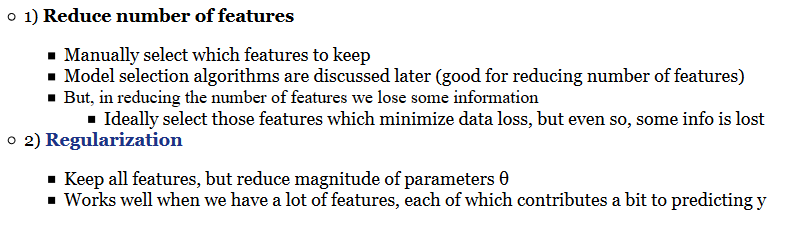 1) Reduce number of features
Manually select which features to keep
Model selection algorithms are discussed later (good for reducing number of features)
But, in reducing the number of features we lose some information
Ideally select those features which minimize data loss, but even so, some info is lost
2) Regularization
Keep all features, but reduce magnitude of parameters θ
Works well when we have a lot of features, each of which contributes a bit to predicting y